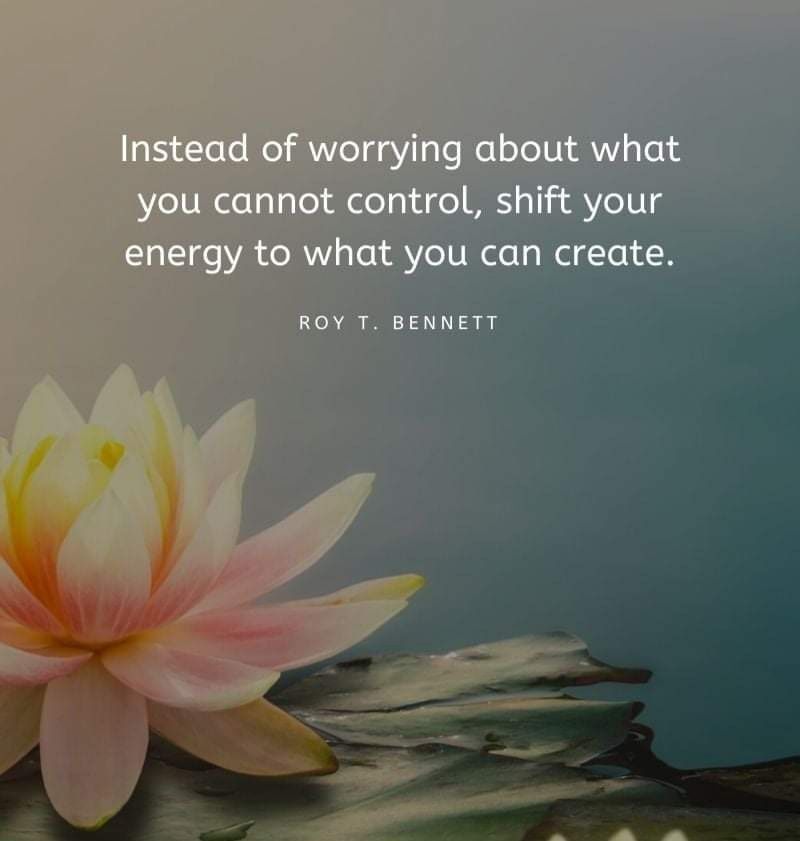 Instead of worrying about what
you cannot control, shift your
energy to what you can create.
ROY T. BENNETT